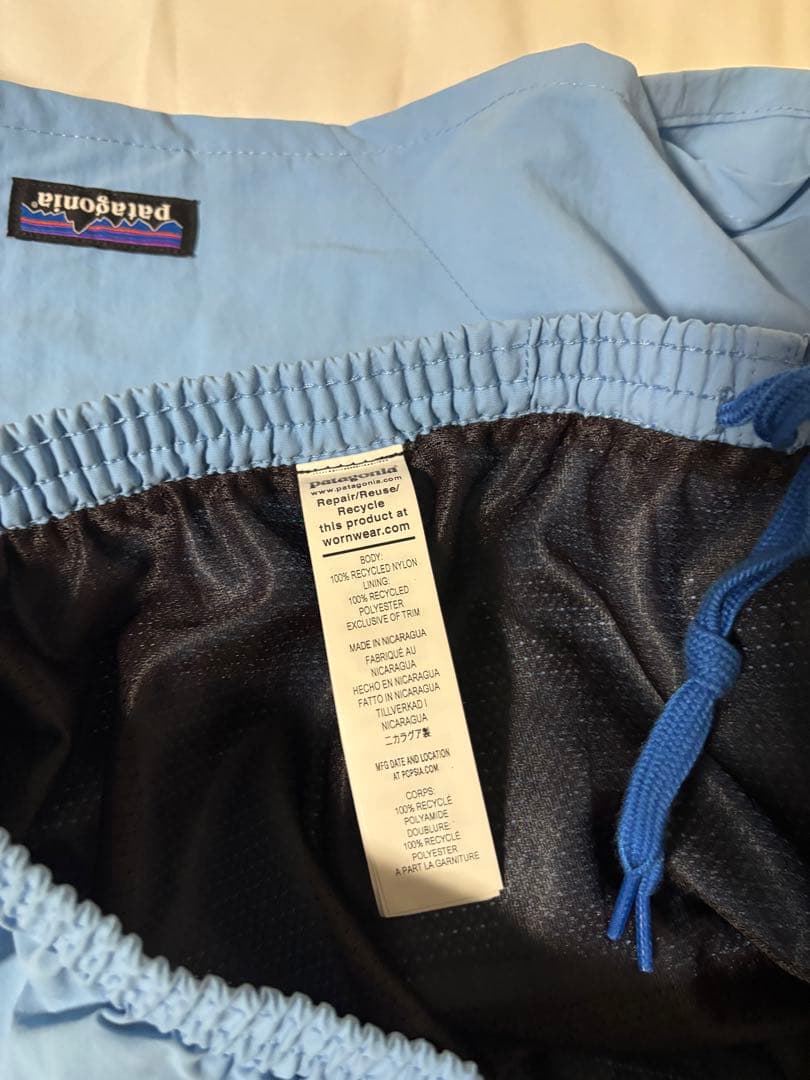 patagonia®
patagonia®
www.patagonia.com
Repair/Reuse/
Recycle
this product at
wornwear.com
BODY:
100% RECYCLED NYLON
LINING:
100% RECYCLED
POLYESTER
EXCLUSIVE OF TRIM
MADE IN NICARAGUA
FABRIQUÉ AU
NICARAGUA
HECHO EN NICARAGUA
FATTO IN NICARAGUA
TILLVERKAD I
NICARAGUA
ニカラグア製
MFG DATE AND LOCATION
AT PCPSIA.COM
CORPS:
100% RECYCLÉ
POLYAMIDE
DOUBLURE:
100% RECYCLÉ
POLYESTER
A PART LA GARNITURE